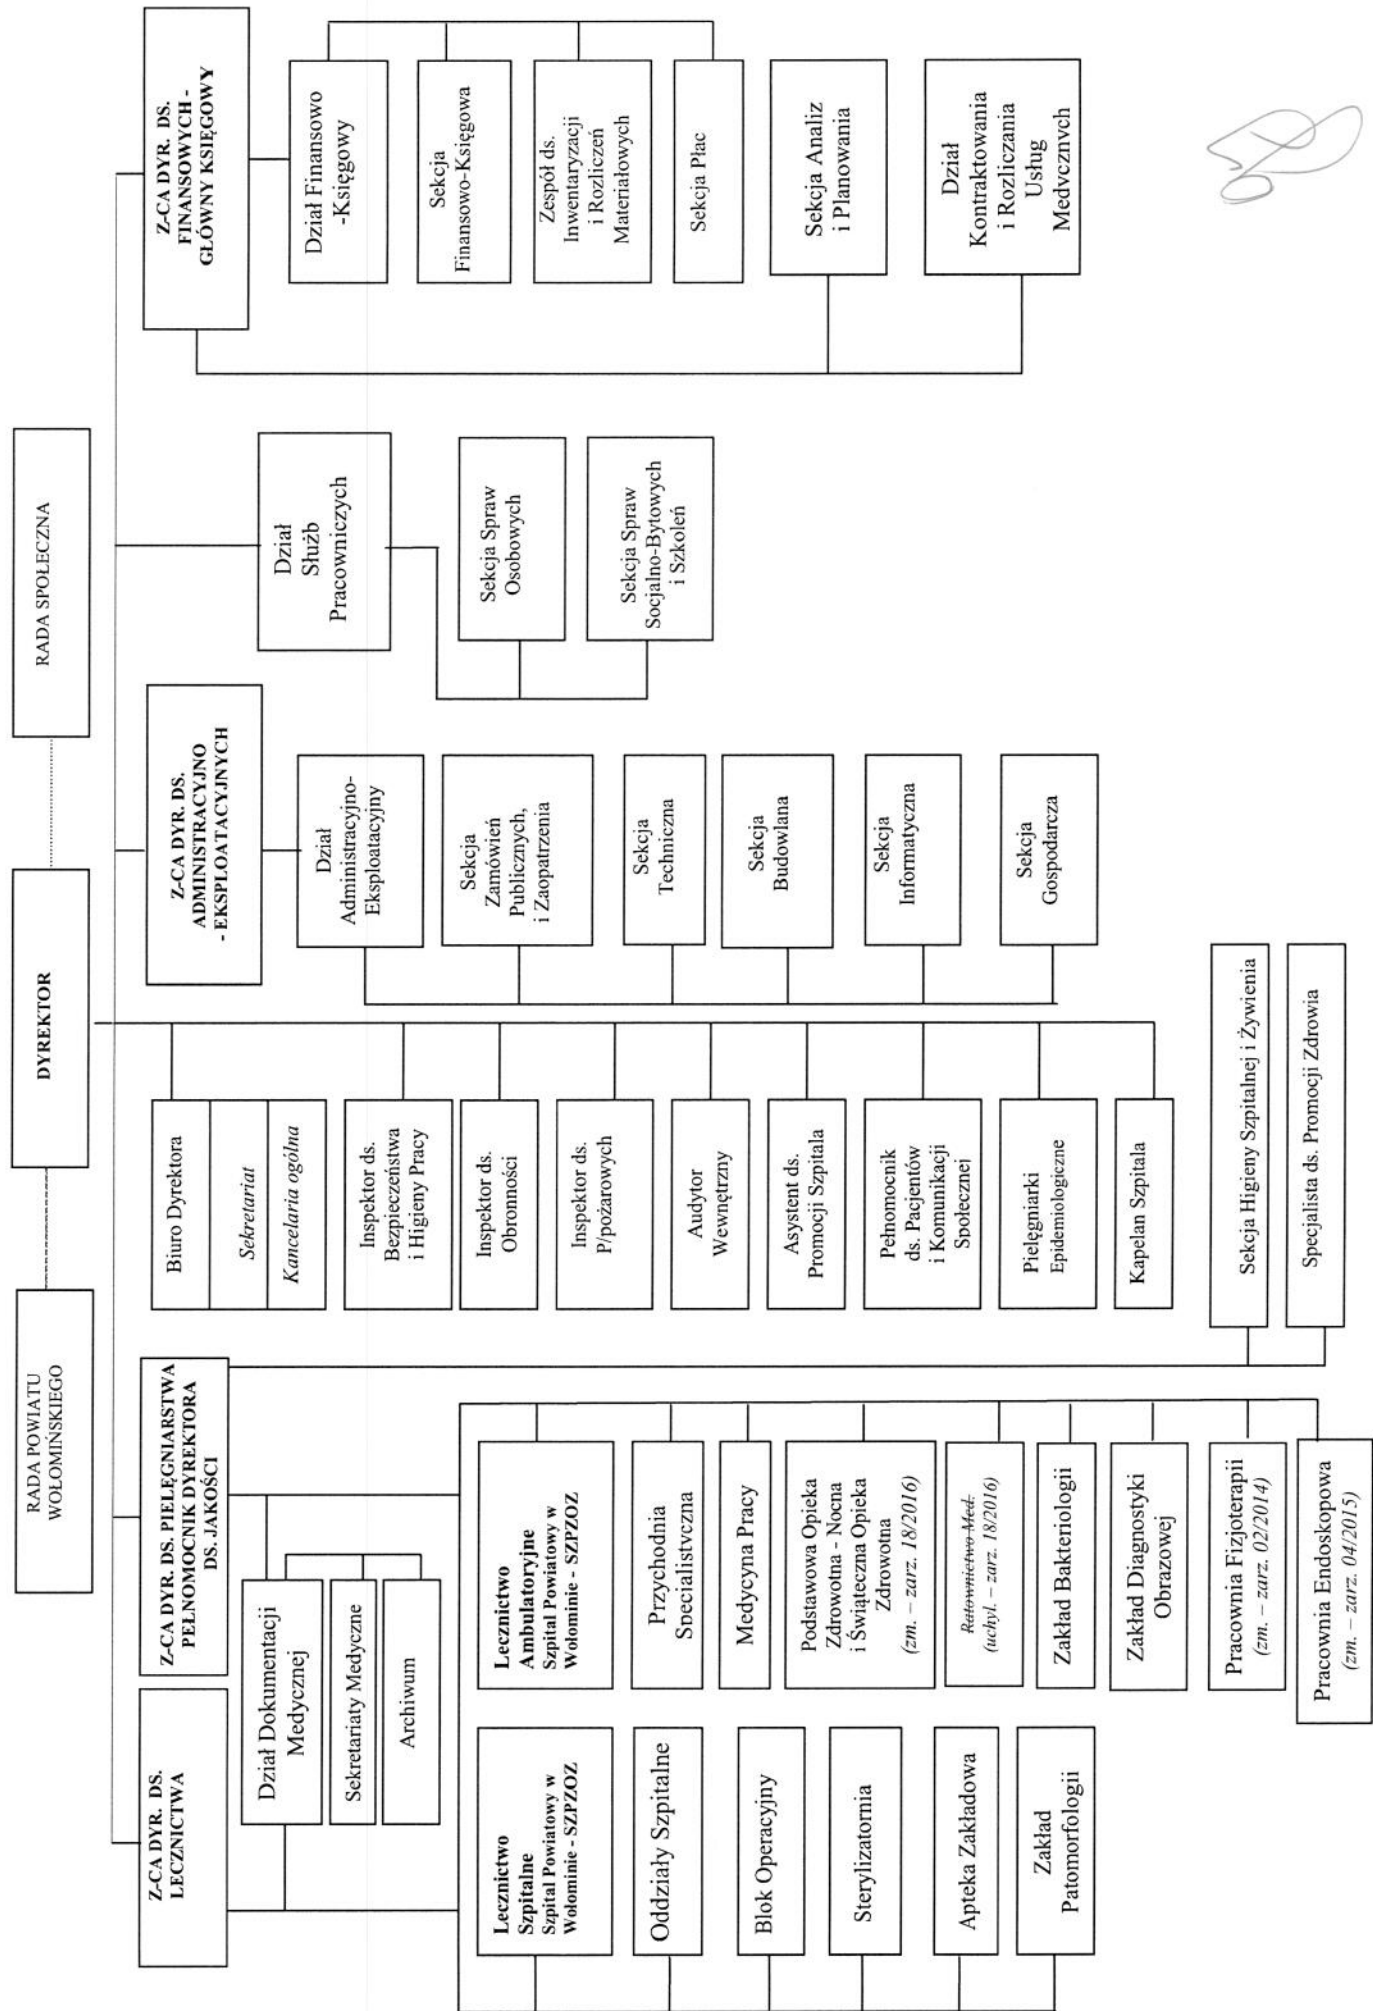 RADA POWIATU
WOŁOMIŃSKIEGO
DYREKTOR
RADA SPOŁECZNA
Z-CA DYR. DS.
LECZNICTWA
Z-CA DYR. DS. PIELĘGNIARSTWA
PEŁNOMOCNIK DYREKTORA
DS. JAKOŚCI
Z-CA DYR. DS.
ADMINISTRACYJNO
- EKSPLOATACYJNYCH
Z-CA DYR. DS.
FINANSOWYCH -
GŁÓWNY KSIĘGOWY
Dział Dokumentacji
Medycznej
Sekretariaty Medyczne
Archiwum
Lecznictwo
Szpitalne
Szpital Powiatowy w
Wołominie - SZPZOZ
Oddziały Szpitalne
Blok Operacyjny
Sterylizatornia
Apteka Zakładowa
Zakład
Patomorfologii
Lecznictwo
Ambulatoryjne
Szpital Powiatowy w
Wołominie - SZPZOZ
Przychodnia
Specjalistyczna
Medycyna Pracy
Podstawowa Opieka
Zdrowotna - Nocna
i Świąteczna Opieka
Zdrowotna
(zm. – zarz. 18/2016)
Ratownictwo Med.
(uchyl. – zarz. 18/2016)
Zakład Bakteriologii
Zakład Diagnostyki
Obrazowej
Pracownia Fizjoterapii
(zm. – zarz. 02/2014)
Pracownia Endoskopowa
(zm. – zarz. 04/2015)
Biuro Dyrektora
Sekretariat
Kancelaria ogólna
Inspektor ds.
Bezpieczeństwa
i Higieny Pracy
Inspektor ds.
Obronności
Inspektor ds.
P/pożarowych
Audytor
Wewnętrzny
Asystent ds.
Promocji Szpitala
Pełnomocnik
ds. Pacjentów
i Komunikacji
Społecznej
Pielęgniarki
Epidemiologiczne
Kapelan Szpitala
Sekcja Higieny Szpitalnej i Żywienia
Specjalista ds. Promocji Zdrowia
Dział
Administracyjno-
Eksploatacyjny
Sekcja
Zamówień
Publicznych,
i Zaopatrzenia
Sekcja
Techniczna
Sekcja
Budowlana
Sekcja
Informatyczna
Sekcja
Gospodarcza
Dział
Służb
Pracowniczych
Sekcja Spraw
Osobowych
Sekcja Spraw
Socjalno-Bytowych
i Szkoleń
Dział Finansowo
-Księgowy
Sekcja
Finansowo-Księgowa
Zespół ds.
Inwentaryzacji
i Rozliczeń
Materiałowych
Sekcja Płac
Sekcja Analiz
i Planowania
Dział
Kontraktowania
i Rozliczania
Usług
Medycznych